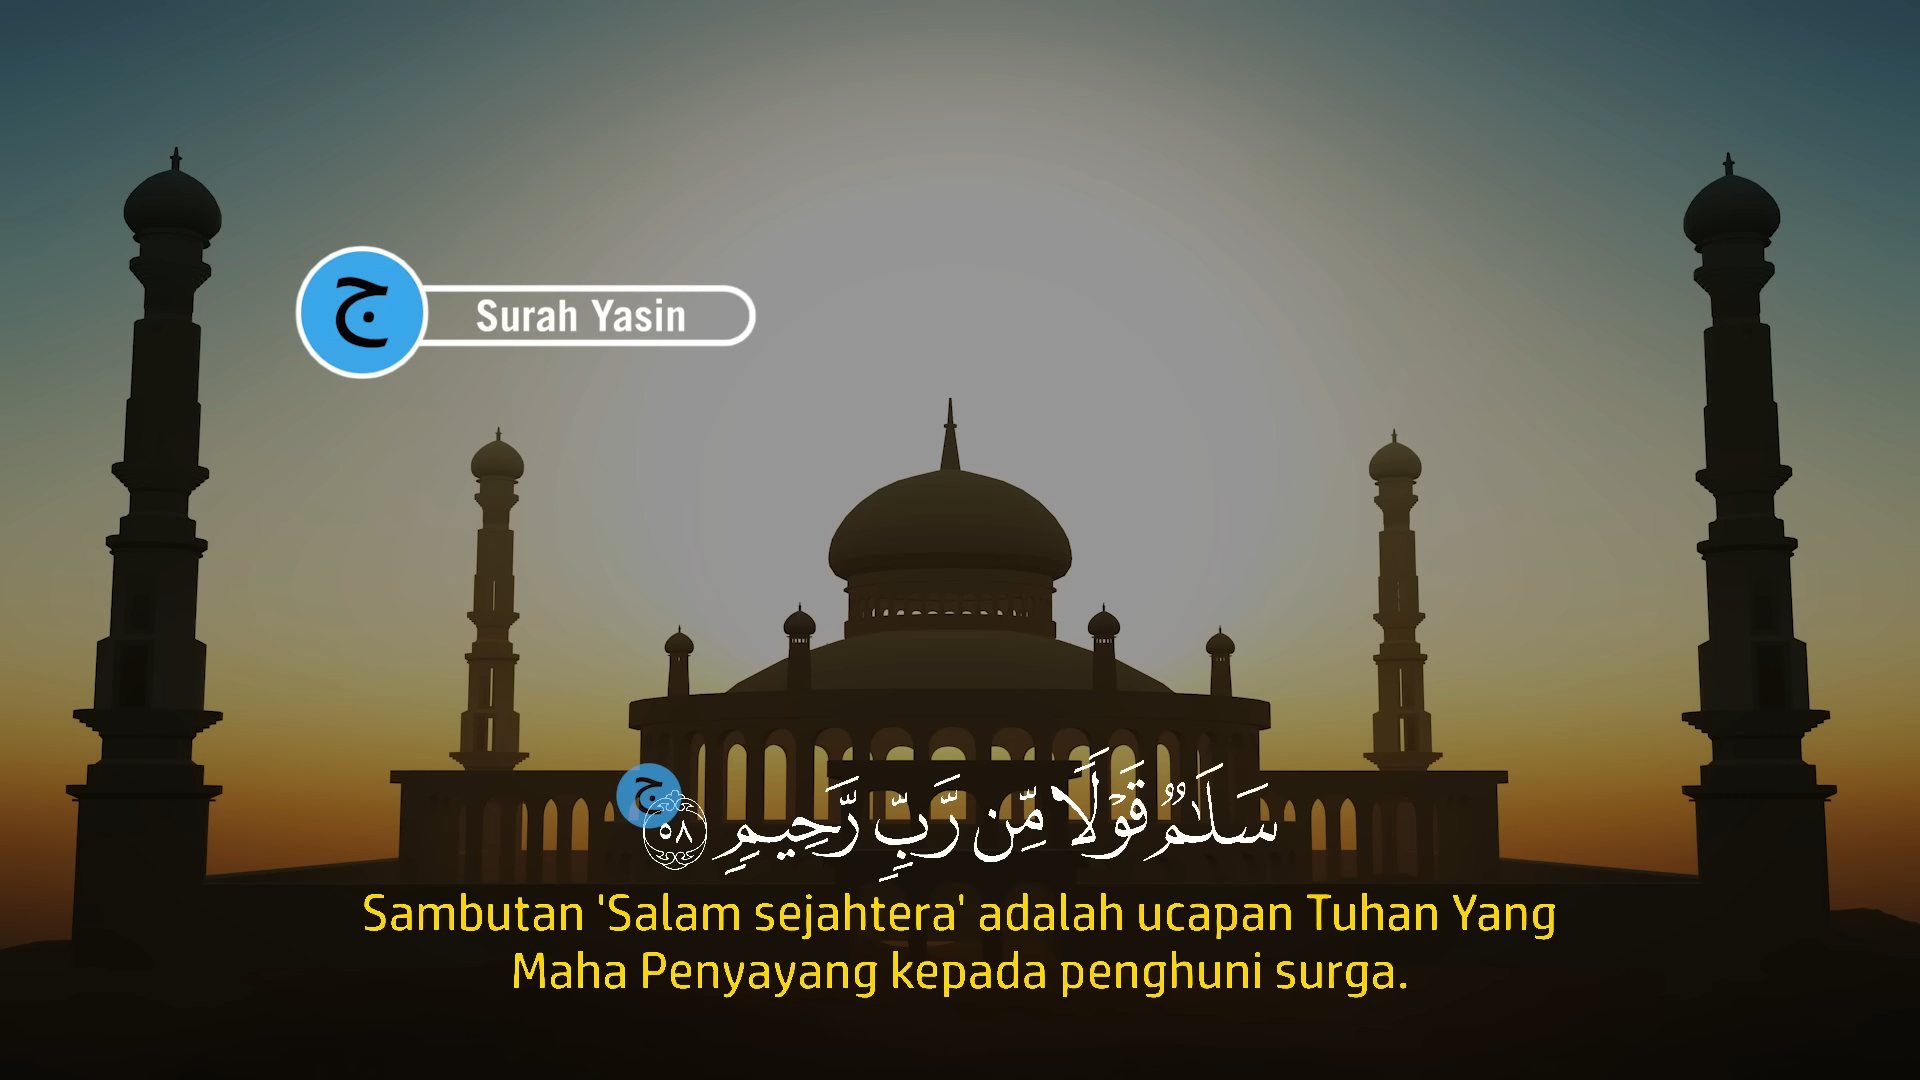 ج
Surah Yasin
سَلَـٰمٌ قَوْلًا مِّن رَّبٍّ رَّحِيمٍ ٥٨
ج
Sambutan 'Salam sejahtera' adalah ucapan Tuhan Yang
Maha Penyayang kepada penghuni surga.